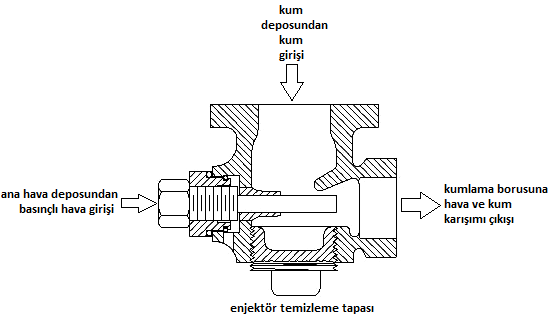 kum
deposundan
kum
girişi
ana hava deposundan
basınçlı hava girişi
kumlama borusuna
hava ve kum
karışımı çıkışı
enjektör temizleme tapası